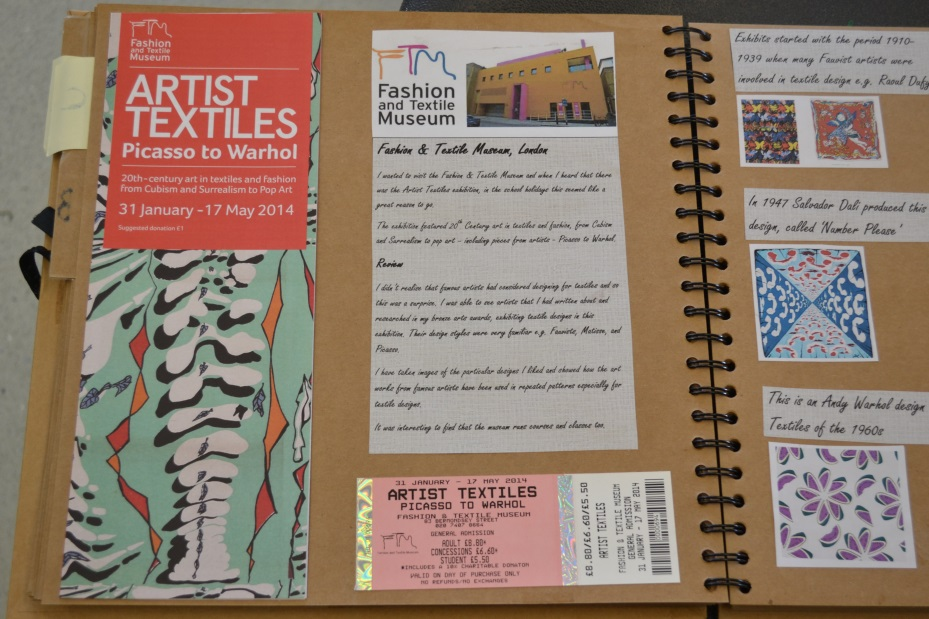 FTM
Fashion
and Textile
Museum
ARTIST
TEXTILES
Picasso to Warhol
20th-century art in textiles and fashion
from Cubism and Surrealism to Pop Art
31 January - 17 May 2014
Suggested donation £1
FTM
Fashion
and Textile
Museum
Fashion & Textile Museum, London
I wanted to visit the Fashion & Textile Museum and when I heard that there
was the Artist Textiles exhibition, in the school holidays this seemed like a
great reason to go.
The exhibition featured 20th Century art in textiles and fashion, from Cubism
and Surrealism to pop art - including pieces from artists - Picasso to Warhol.
Review
I didn't realise that famous artists had considered designing for textiles and so
this was a surprise. I was able to see artists that I had written about and
researched in my bronze arts awards, exhibiting textile designs in this
exhibition. Their design styles were very familiar e.g. Fauvists, Matisse, and
Picasso.
I have taken images of the particular designs I liked and showed how the art
works from famous artists have been used in repeated patterns especially for
textile designs.
It was interesting to find that the museum runs courses and classes too.
31 JANUARY - 17 MAY 2014
ARTIST TEXTILES
PICASSO TO WARHOL
FASHION & TEXTILE MUSEUM
83 BERMONDSEY STREET
020 7407 8664
GENERAL ADMISSION
ADULT £8.80*
CONCESSIONS £6.60*
STUDENT £5.50
*INCLUDES A 10% CHARITABLE DONATION
VALID ON DAY OF PURCHASE ONLY
NO REFUNDS/NO EXCHANGES
£8.80/£6.60/£5.50
ARTIST TEXTILES
FASHION & TEXTILE MUSEUM
GENERAL ADMISSION
31 JANUARY - 17 MAY 2014
Exhibits started with the period 1910-
1939 when many Fauvist artists were
involved in textile design e.g. Raoul Dufy
In 1947 Salvador Dali produced this
design, called 'Number Please'
This is an Andy Warhol design
Textiles of the 1960s